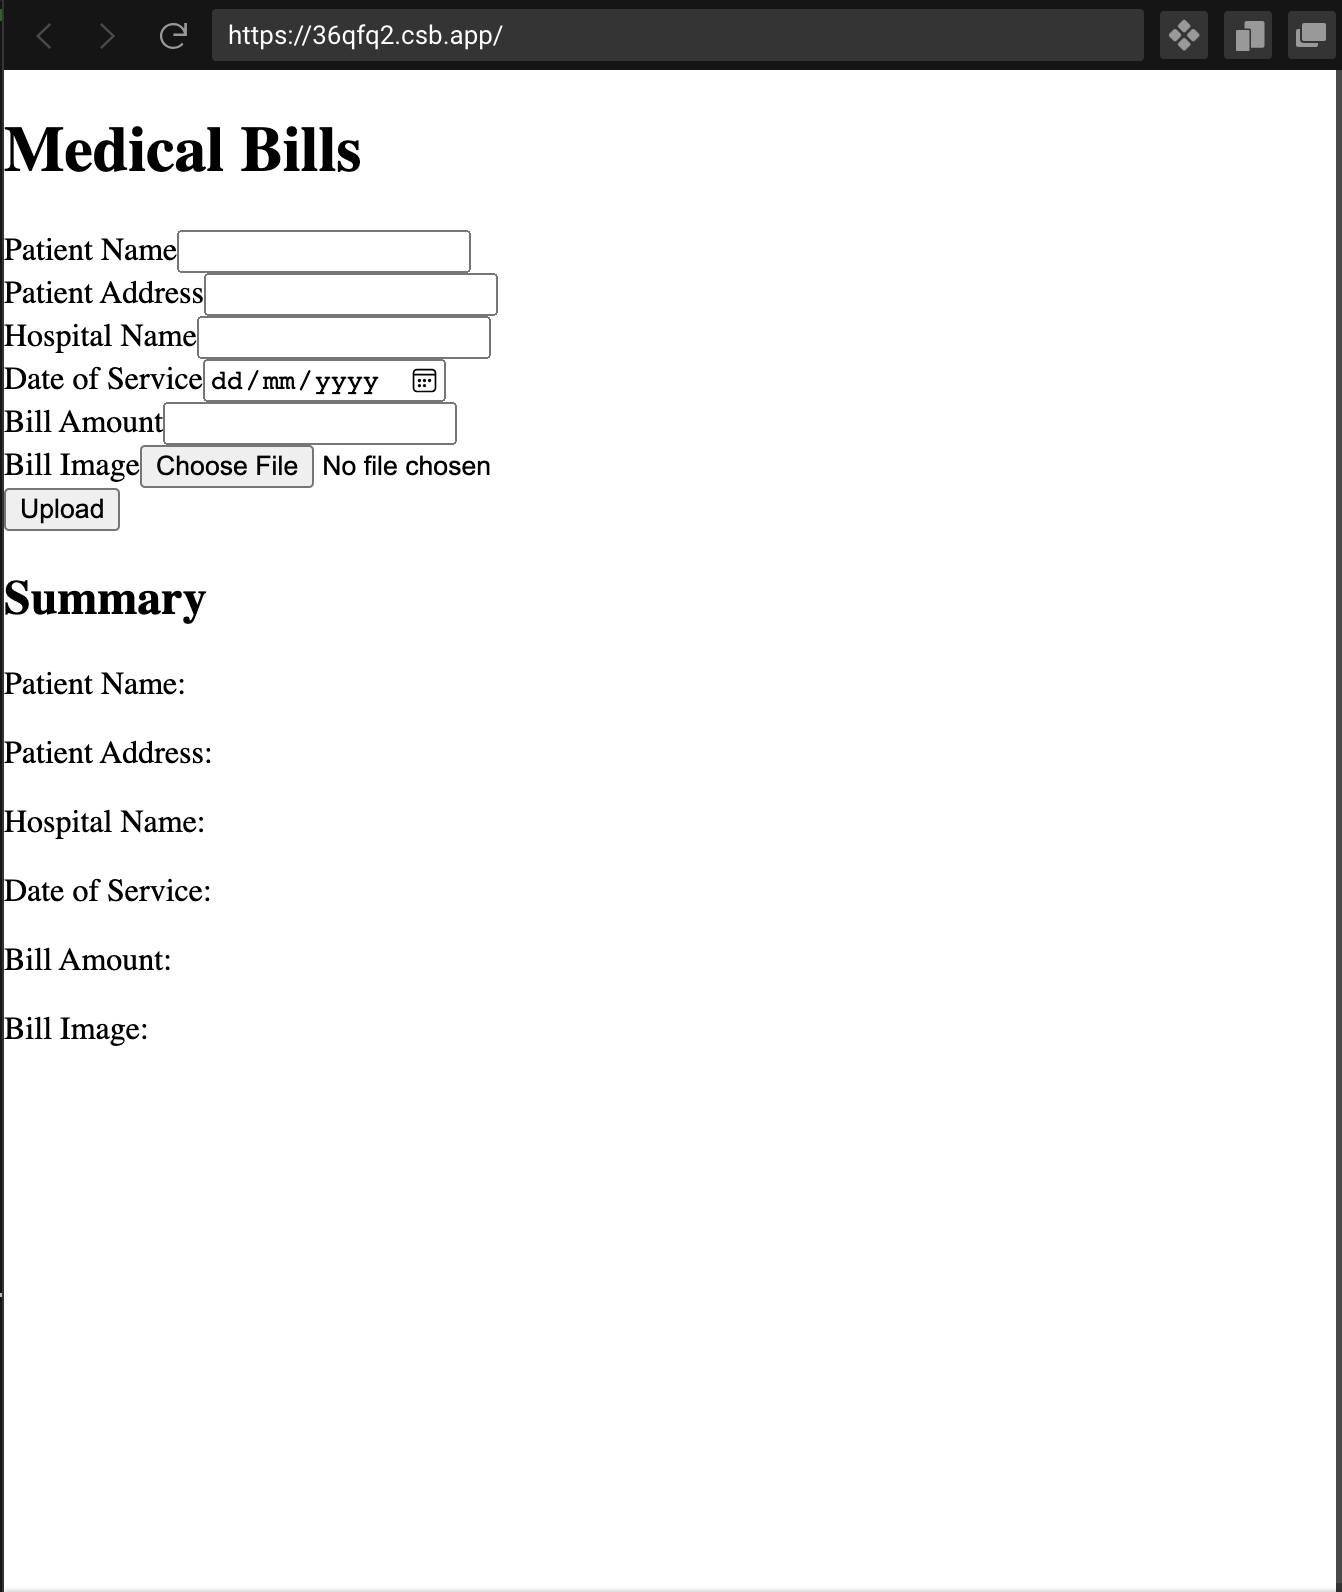 https://36qfq2.csb.app/
Medical Bills
Patient Name
Patient Address
Hospital Name
Date of Service dd/mm/yyyy
Bill Amount
Bill Image Choose File No file chosen
Upload
Summary
Patient Name:
Patient Address:
Hospital Name:
Date of Service:
Bill Amount:
Bill Image: